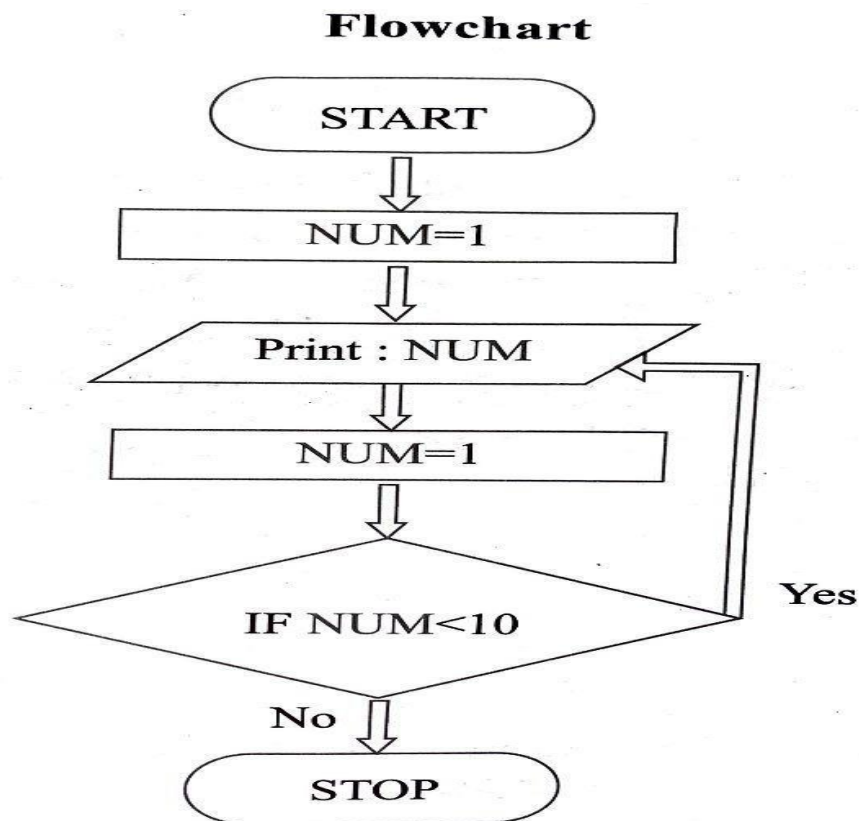 Flowchart
START
NUM=1
Print : NUM
NUM=1
IF NUM<10
Yes
No
STOP